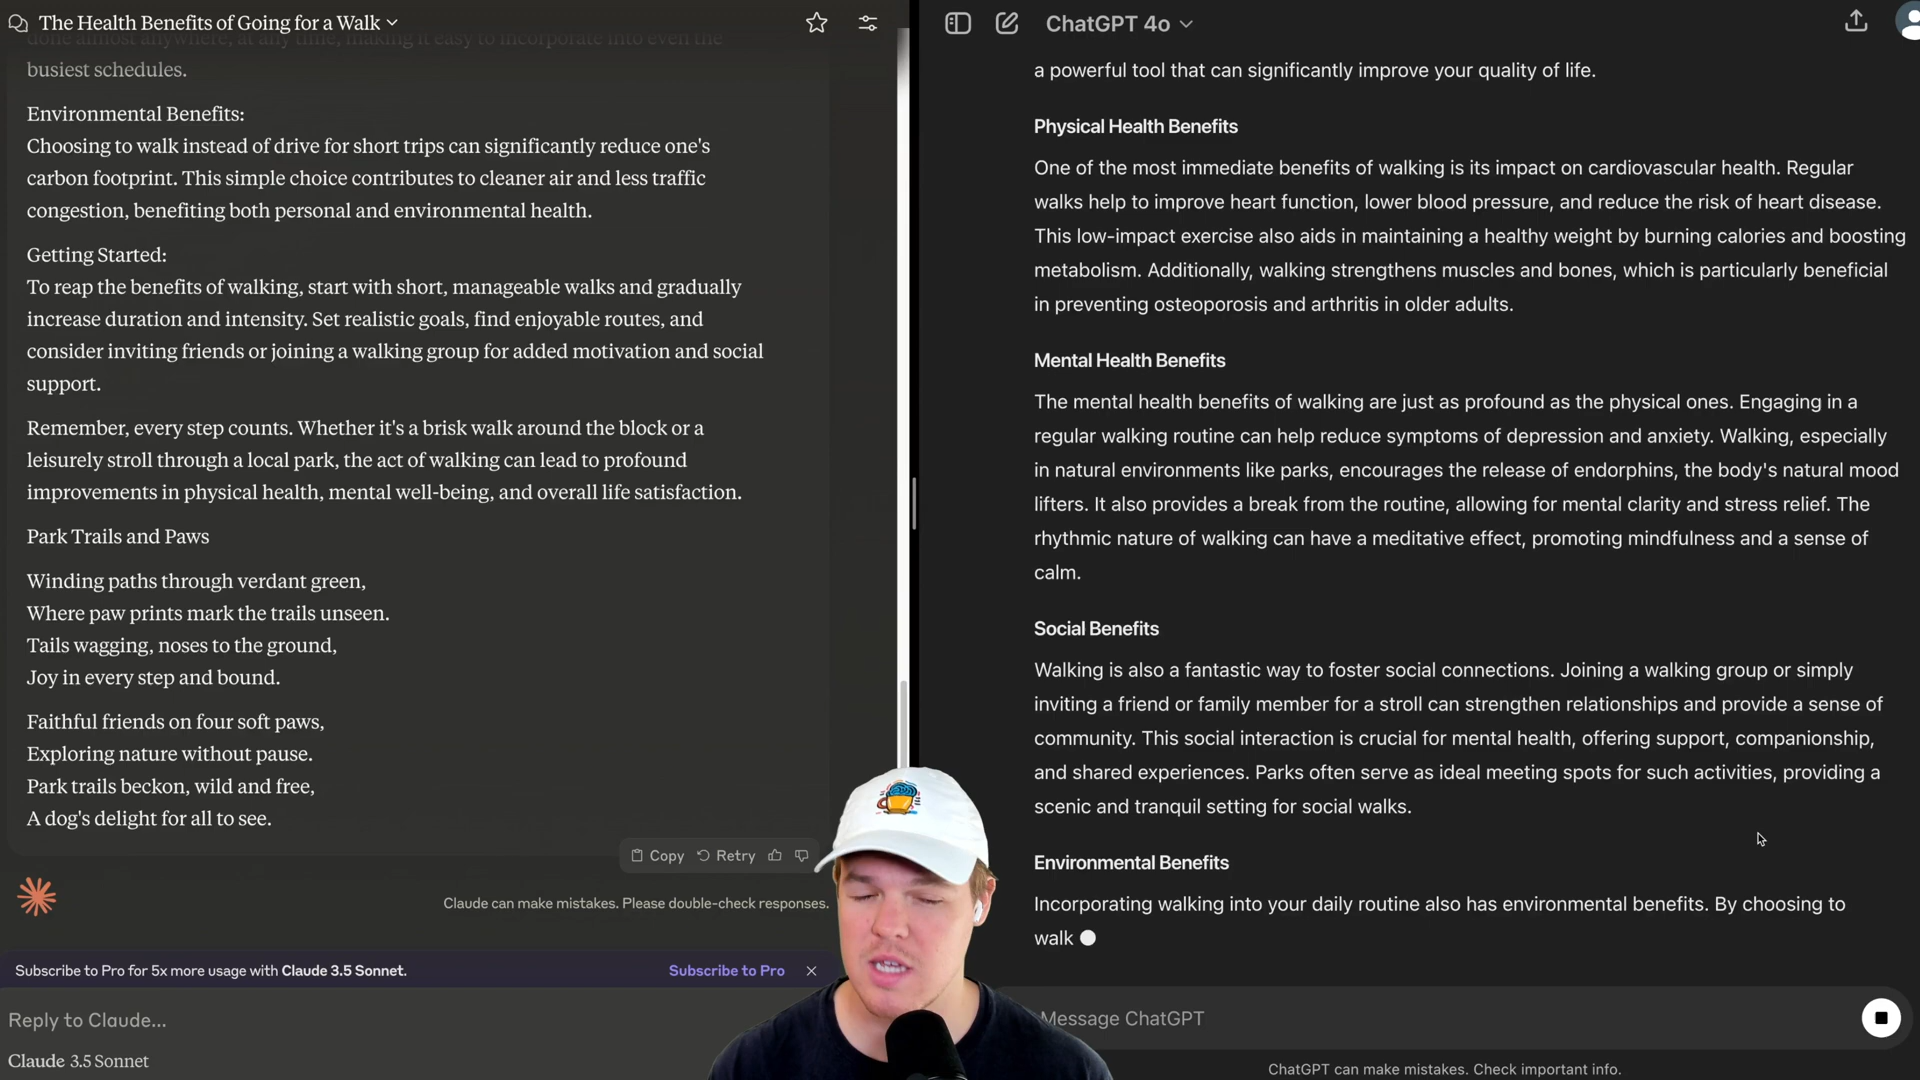 The Health Benefits of Going for a Walk
done almost anywhere, at any time, making it easy to incorporate into even the
busiest schedules.
Environmental Benefits:
Choosing to walk instead of drive for short trips can significantly reduce one's
carbon footprint. This simple choice contributes to cleaner air and less traffic
congestion, benefiting both personal and environmental health.
Getting Started:
To reap the benefits of walking, start with short, manageable walks and gradually
increase duration and intensity. Set realistic goals, find enjoyable routes, and
consider inviting friends or joining a walking group for added motivation and social
support.
Remember, every step counts. Whether it's a brisk walk around the block or a
leisurely stroll through a local park, the act of walking can lead to profound
improvements in physical health, mental well-being, and overall life satisfaction.
Park Trails and Paws
Winding paths through verdant green,
Where paw prints mark the trails unseen.
Tails wagging, noses to the ground,
Joy in every step and bound.
Faithful friends on four soft paws,
Exploring nature without pause.
Park trails beckon, wild and free,
A dog's delight for all to see.
Copy Retry
Claude can make mistakes. Please double-check responses.
Subscribe to Pro for 5x more usage with Claude 3.5 Sonnet. Subscribe to Pro
Reply to Claude...
Claude 3.5 Sonnet
ChatGPT 4o
a powerful tool that can significantly improve your quality of life.
Physical Health Benefits
One of the most immediate benefits of walking is its impact on cardiovascular health. Regular
walks help to improve heart function, lower blood pressure, and reduce the risk of heart disease.
This low-impact exercise also aids in maintaining a healthy weight by burning calories and boosting
metabolism. Additionally, walking strengthens muscles and bones, which is particularly beneficial
in preventing osteoporosis and arthritis in older adults.
Mental Health Benefits
The mental health benefits of walking are just as profound as the physical ones. Engaging in a
regular walking routine can help reduce symptoms of depression and anxiety. Walking, especially
in natural environments like parks, encourages the release of endorphins, the body's natural mood
lifters. It also provides a break from the routine, allowing for mental clarity and stress relief. The
rhythmic nature of walking can have a meditative effect, promoting mindfulness and a sense of
calm.
Social Benefits
Walking is also a fantastic way to foster social connections. Joining a walking group or simply
inviting a friend or family member for a stroll can strengthen relationships and provide a sense of
community. This social interaction is crucial for mental health, offering support, companionship,
and shared experiences. Parks often serve as ideal meeting spots for such activities, providing a
scenic and tranquil setting for social walks.
Environmental Benefits
Incorporating walking into your daily routine also has environmental benefits. By choosing to
walk
Message ChatGPT
ChatGPT can make mistakes. Check important info.